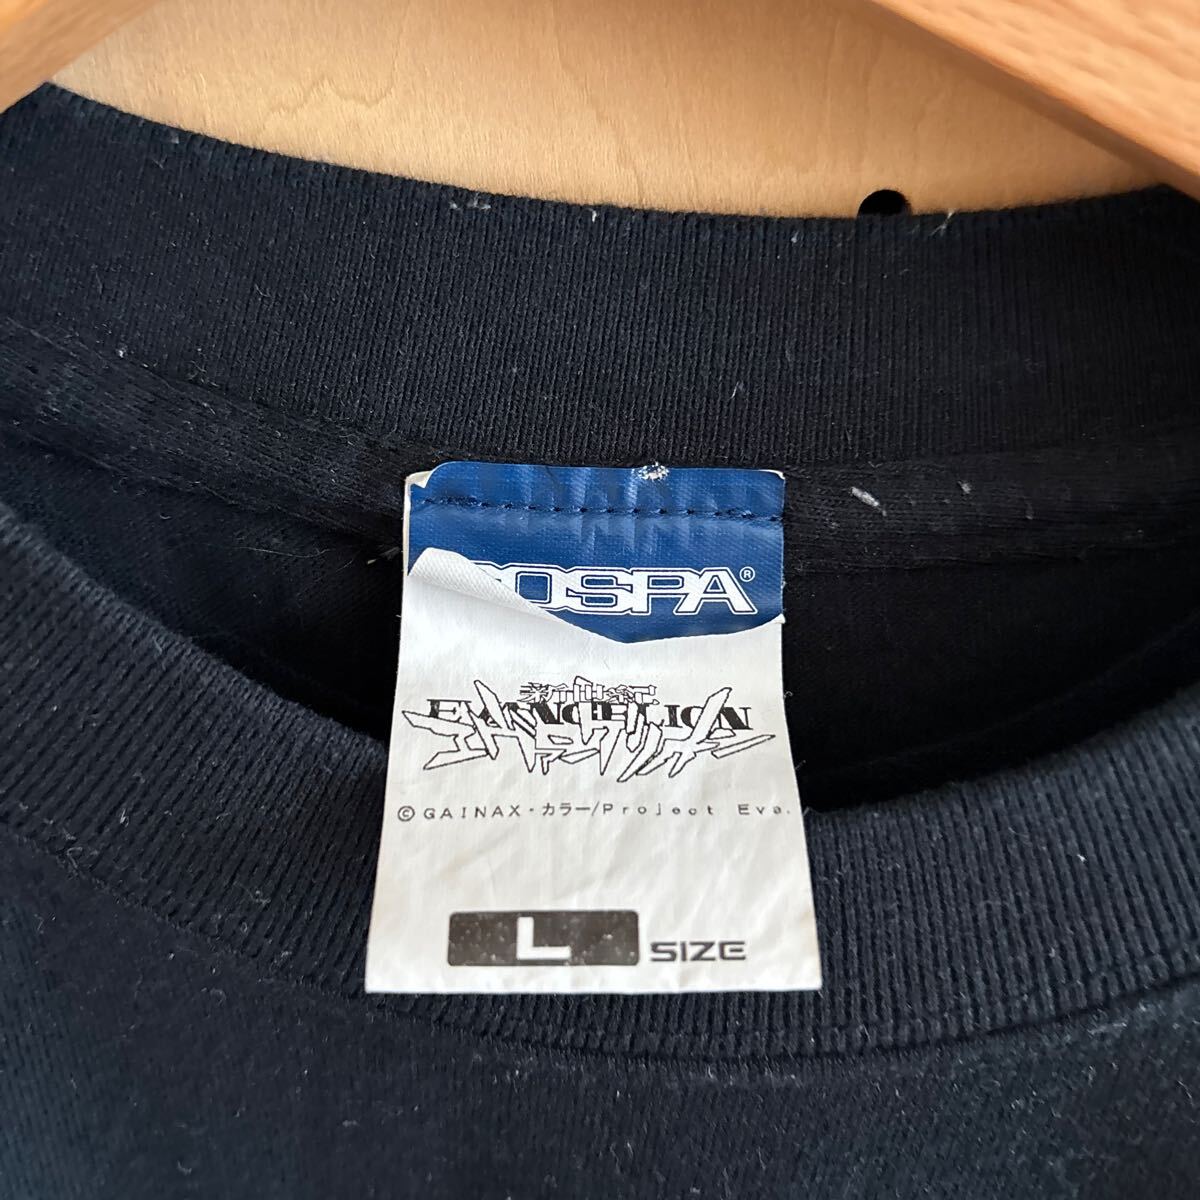 COSPA®
新世紀
EVANGELION
エヴァンゲリオン
©GAINAX・カラー/Project Eva.
L SIZE